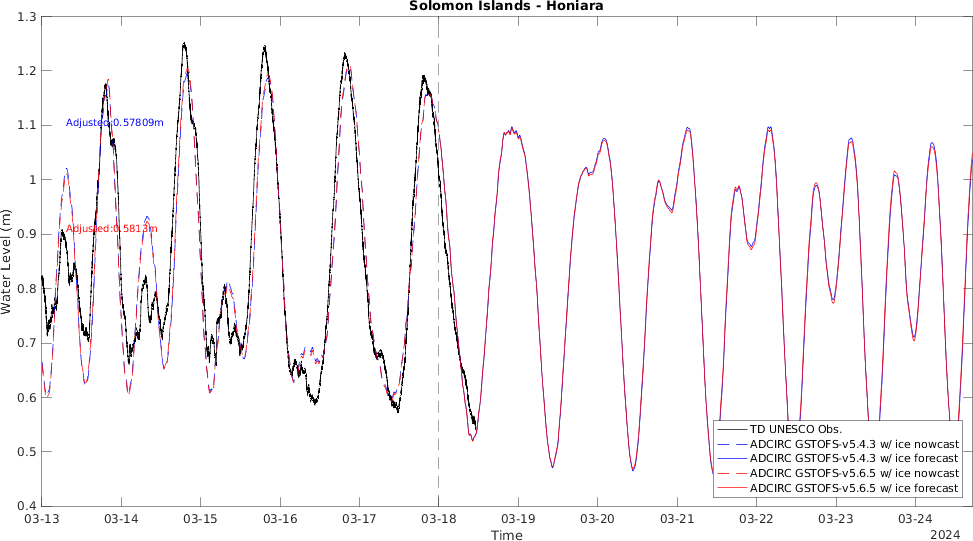 Solomon Islands - Honiara
1.3
1.2
1.1
1
0.9
0.8
0.7
0.6
0.5
0.4
Water Level (m)
Adjusted:0.57809m
Adjusted:0.5813m
TD UNESCO Obs.
ADCIRC GSTOFS-v5.4.3 w/ ice nowcast
ADCIRC GSTOFS-v5.4.3 w/ ice forecast
ADCIRC GSTOFS-v5.6.5 w/ ice nowcast
ADCIRC GSTOFS-v5.6.5 w/ ice forecast
03-13 03-14 03-15 03-16 03-17 03-18 03-19 03-20 03-21 03-22 03-23 03-24
Time
2024